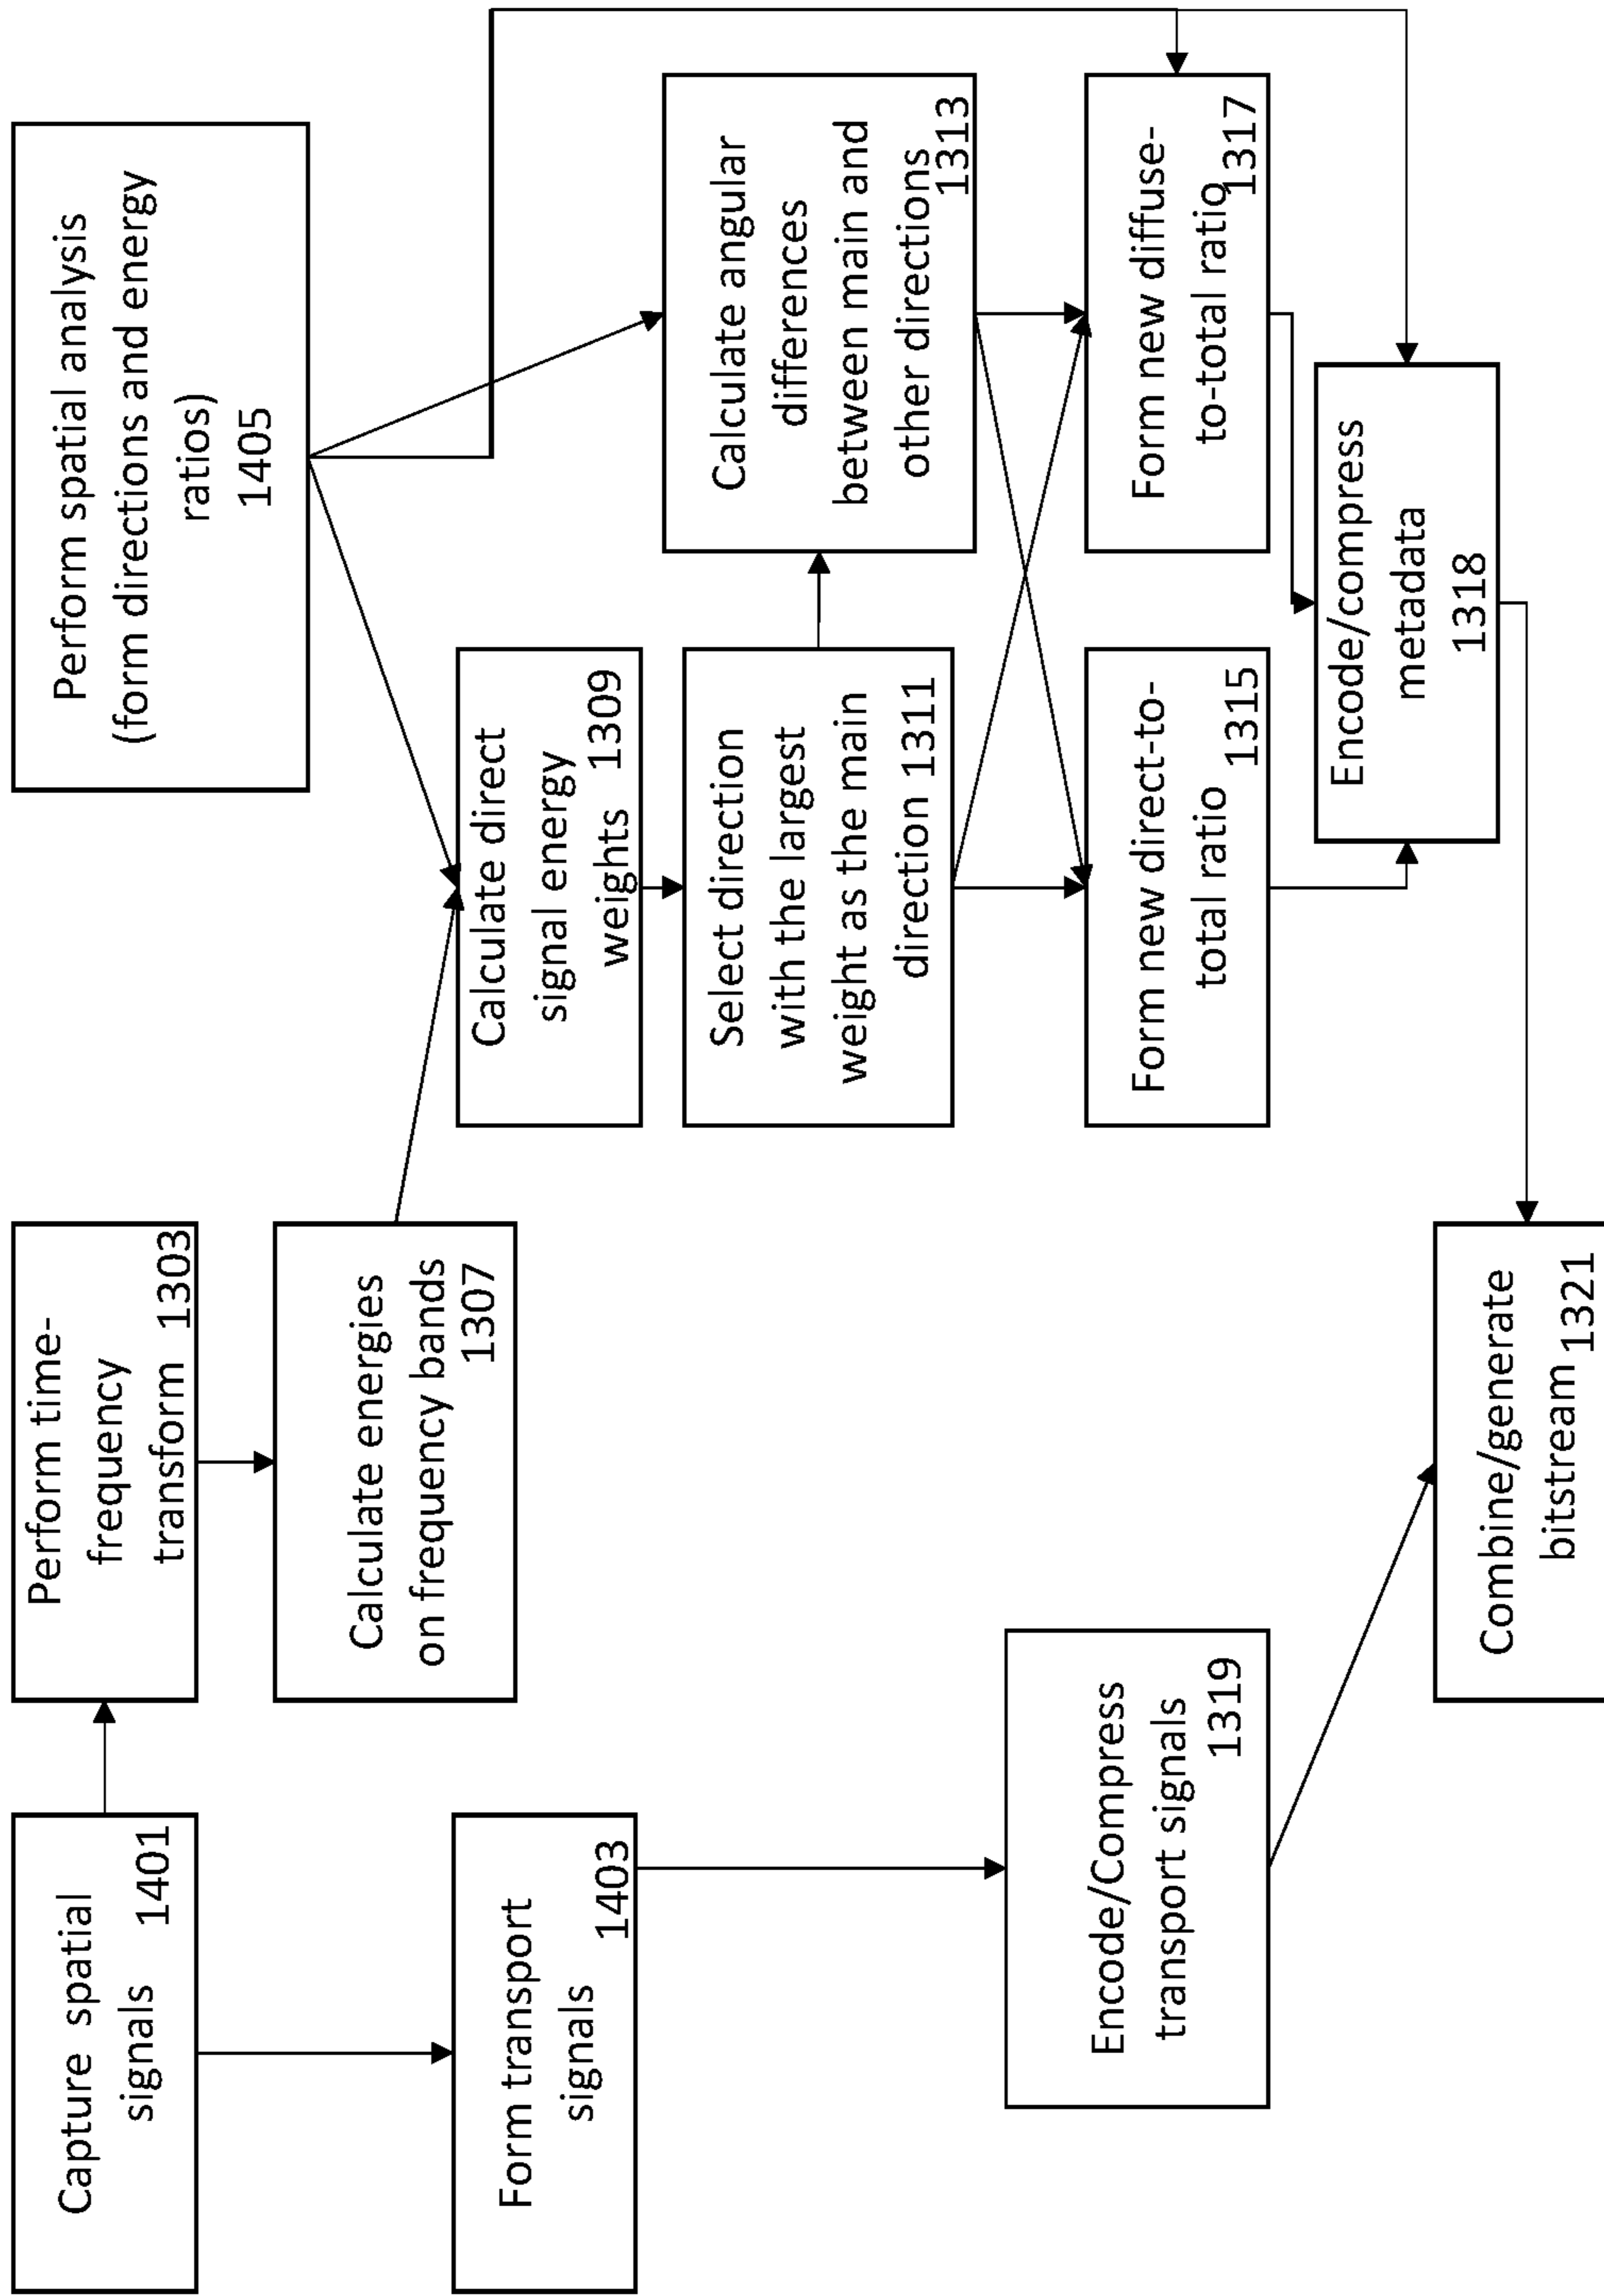 Capture spatial
signals 1401
Perform time-
frequency
transform 1303
Perform spatial analysis
(form directions and energy
ratios)
1405
Calculate energies
on frequency bands
1307
Form transport
signals
1403
Calculate direct
signal energy
weights 1309
Select direction
with the largest
weight as the main
direction 1311
Calculate angular
differences
between main and
other directions
1313
Encode/Compress
transport signals
1319
Form new direct-to-
total ratio
1315
Form new diffuse-
to-total ratio
1317
Encode/compress
metadata
1318
Combine/generate
bitstream 1321